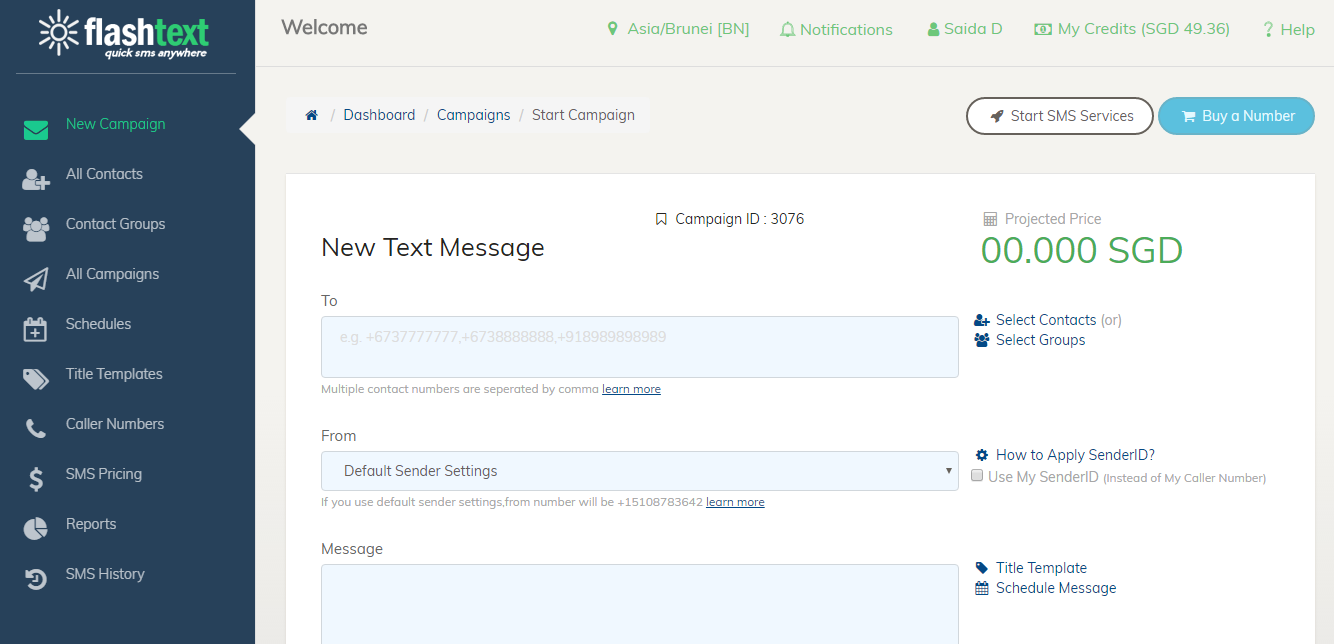 flashtext
quick sms anywhere
New Campaign
All Contacts
Contact Groups
All Campaigns
Schedules
Title Templates
Caller Numbers
SMS Pricing
Reports
SMS History
Welcome
Asia/Brunei [BN]
Notifications
Saida D
My Credits (SGD 49.36)
Help
/ Dashboard / Campaigns / Start Campaign
Start SMS Services
Buy a Number
Campaign ID : 3076
Projected Price
00.000 SGD
New Text Message
To
e.g. +6737777777,+6738888888,+918989898989
Select Contacts (or)
Select Groups
Multiple contact numbers are seperated by comma learn more
From
Default Sender Settings
How to Apply SenderID?
Use My SenderID (Instead of My Caller Number)
If you use default sender settings,from number will be +15108783642 learn more
Message
Title Template
Schedule Message